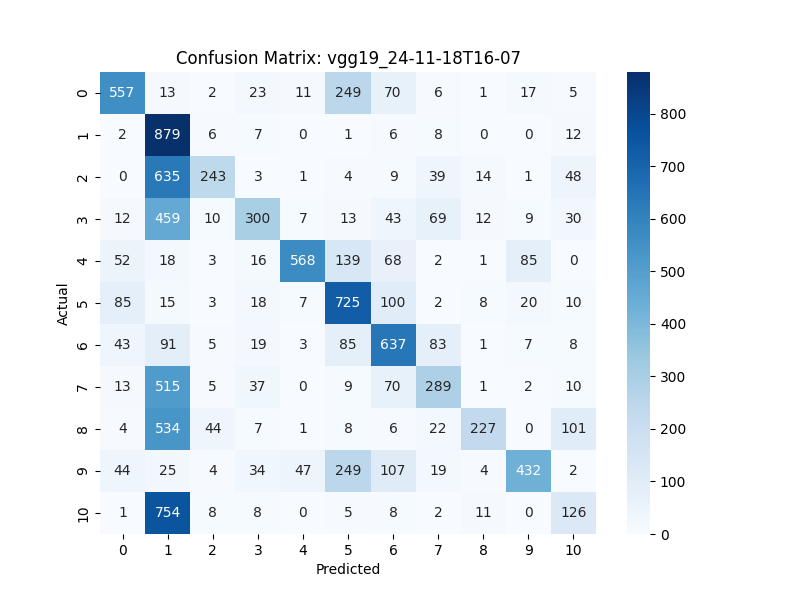 Confusion Matrix: vgg19_24-11-18T16-07
0 557 13 2 23 11 249 70 6 1 17 5
1 2 879 6 7 0 1 6 8 0 0 12
2 0 635 243 3 1 4 9 39 14 1 48
3 12 459 10 300 7 13 43 69 12 9 30
4 52 18 3 16 568 139 68 2 1 85 0
5 85 15 3 18 7 725 100 2 8 20 10
6 43 91 5 19 3 85 637 83 1 7 8
7 13 515 5 37 0 9 70 289 1 2 10
8 4 534 44 7 1 8 6 22 227 0 101
9 44 25 4 34 47 249 107 19 4 432 2
10 1 754 8 8 0 5 8 2 11 0 126
0 1 2 3 4 5 6 7 8 9 10
Predicted
Actual
800
700
600
500
400
300
200
100
0